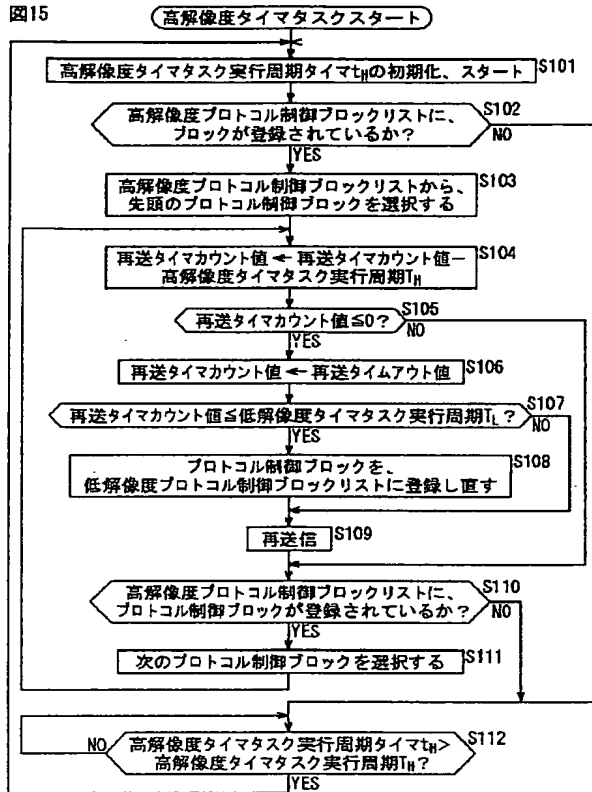 図15
高解像度タイマタスクスタート
高解像度タイマタスク実行周期タイマtHの初期化、スタート
S101
高解像度プロトコル制御ブロックリストに、
ブロックが登録されているか?
S102
NO
YES
高解像度プロトコル制御ブロックリストから、
先頭のプロトコル制御ブロックを選択する
S103
再送タイマカウント値 ← 再送タイマカウント値−
高解像度タイマタスク実行周期TH
S104
再送タイマカウント値≦0?
S105
NO
YES
再送タイマカウント値 ← 再送タイムアウト値
S106
再送タイマカウント値≦低解像度タイマタスク実行周期TL?
S107
NO
YES
プロトコル制御ブロックを、
低解像度プロトコル制御ブロックリストに登録し直す
S108
再送信
S109
高解像度プロトコル制御ブロックリストに、
プロトコル制御ブロックが登録されているか?
S110
NO
YES
次のプロトコル制御ブロックを選択する
S111
高解像度タイマタスク実行周期タイマtH>
高解像度タイマタスク実行周期TH?
S112
NO
YES